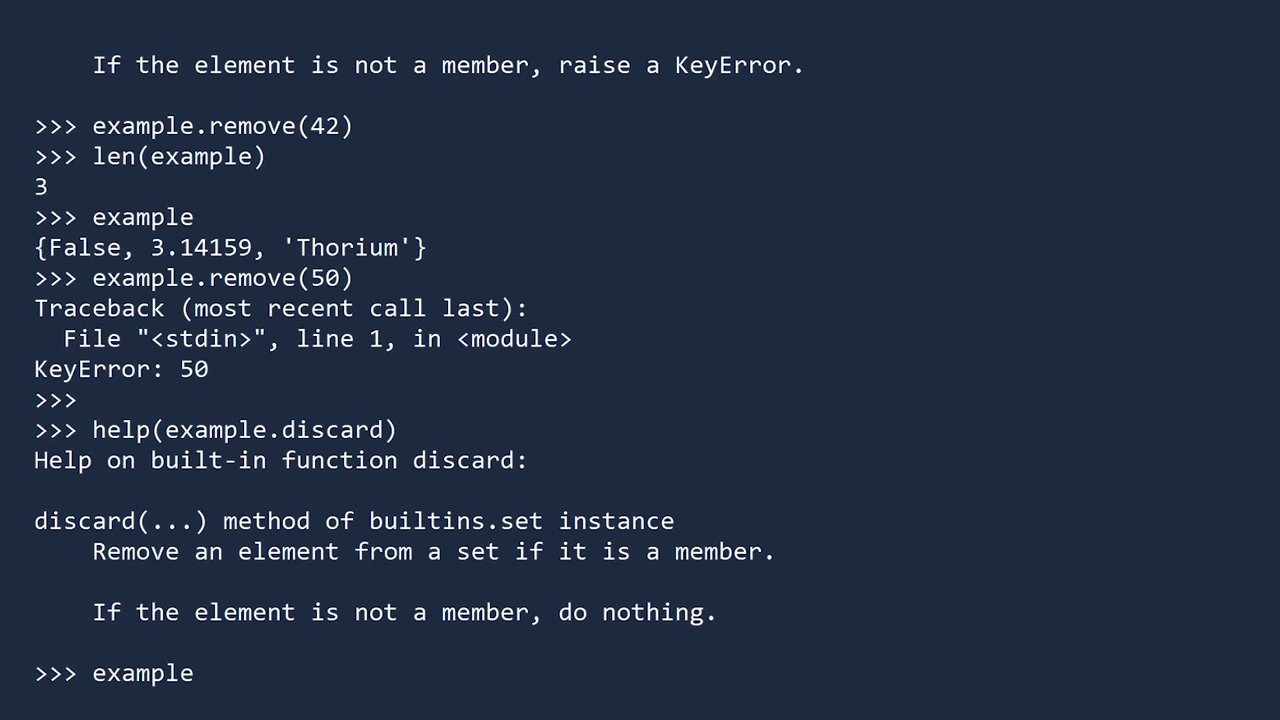 If the element is not a member, raise a KeyError.
>>> example.remove(42)
>>> len(example)
3
>>> example
{False, 3.14159, 'Thorium'}
>>> example.remove(50)
Traceback (most recent call last):
  File "<stdin>", line 1, in <module>
KeyError: 50
>>>
>>> help(example.discard)
Help on built-in function discard:
discard(...) method of builtins.set instance
    Remove an element from a set if it is a member.
    If the element is not a member, do nothing.
>>> example